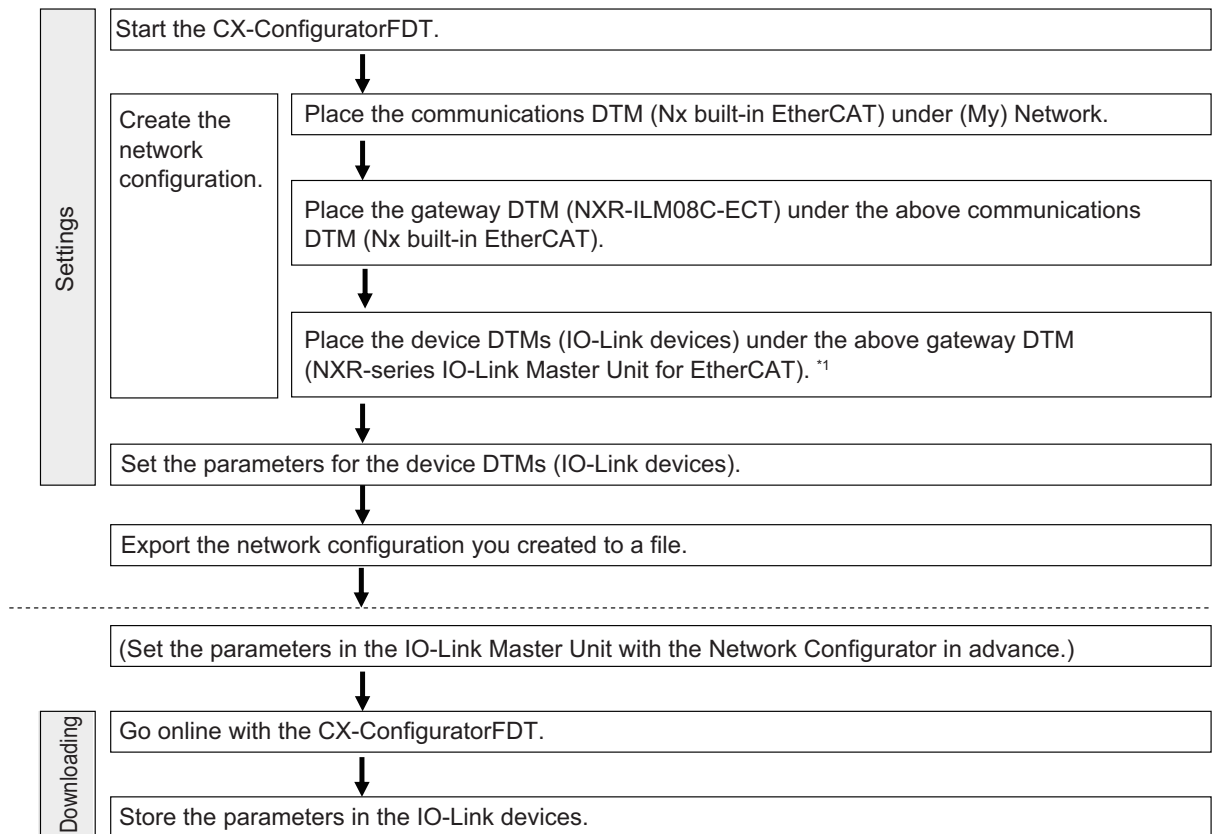 Start the CX-ConfiguratorFDT.
Settings
Create the
network
configuration.
Place the communications DTM (Nx built-in EtherCAT) under (My) Network.
Place the gateway DTM (NXR-ILM08C-ECT) under the above communications
DTM (Nx built-in EtherCAT).
Place the device DTMs (IO-Link devices) under the above gateway DTM
(NXR-series IO-Link Master Unit for EtherCAT). *1
Set the parameters for the device DTMs (IO-Link devices).
Export the network configuration you created to a file.
(Set the parameters in the IO-Link Master Unit with the Network Configurator in advance.)
Downloading
Go online with the CX-ConfiguratorFDT.
Store the parameters in the IO-Link devices.